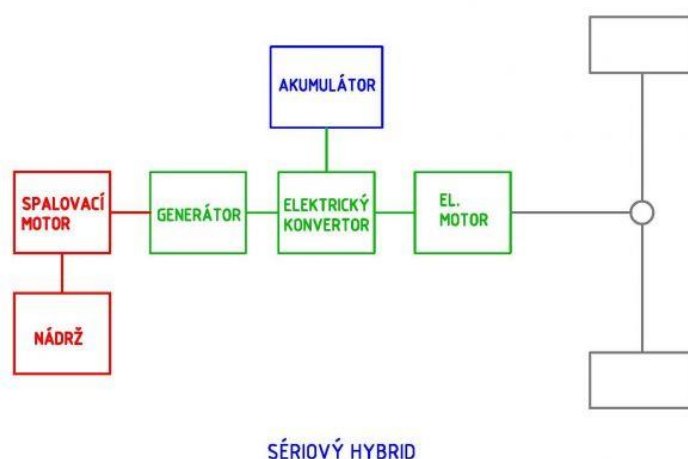 AKUMULÁTOR
SPALOVACÍ
MOTOR
GENERÁTOR
ELEKTRICKÝ
KONVERTOR
EL.
MOTOR
NÁDRŽ
SÉRIOVÝ HYBRID